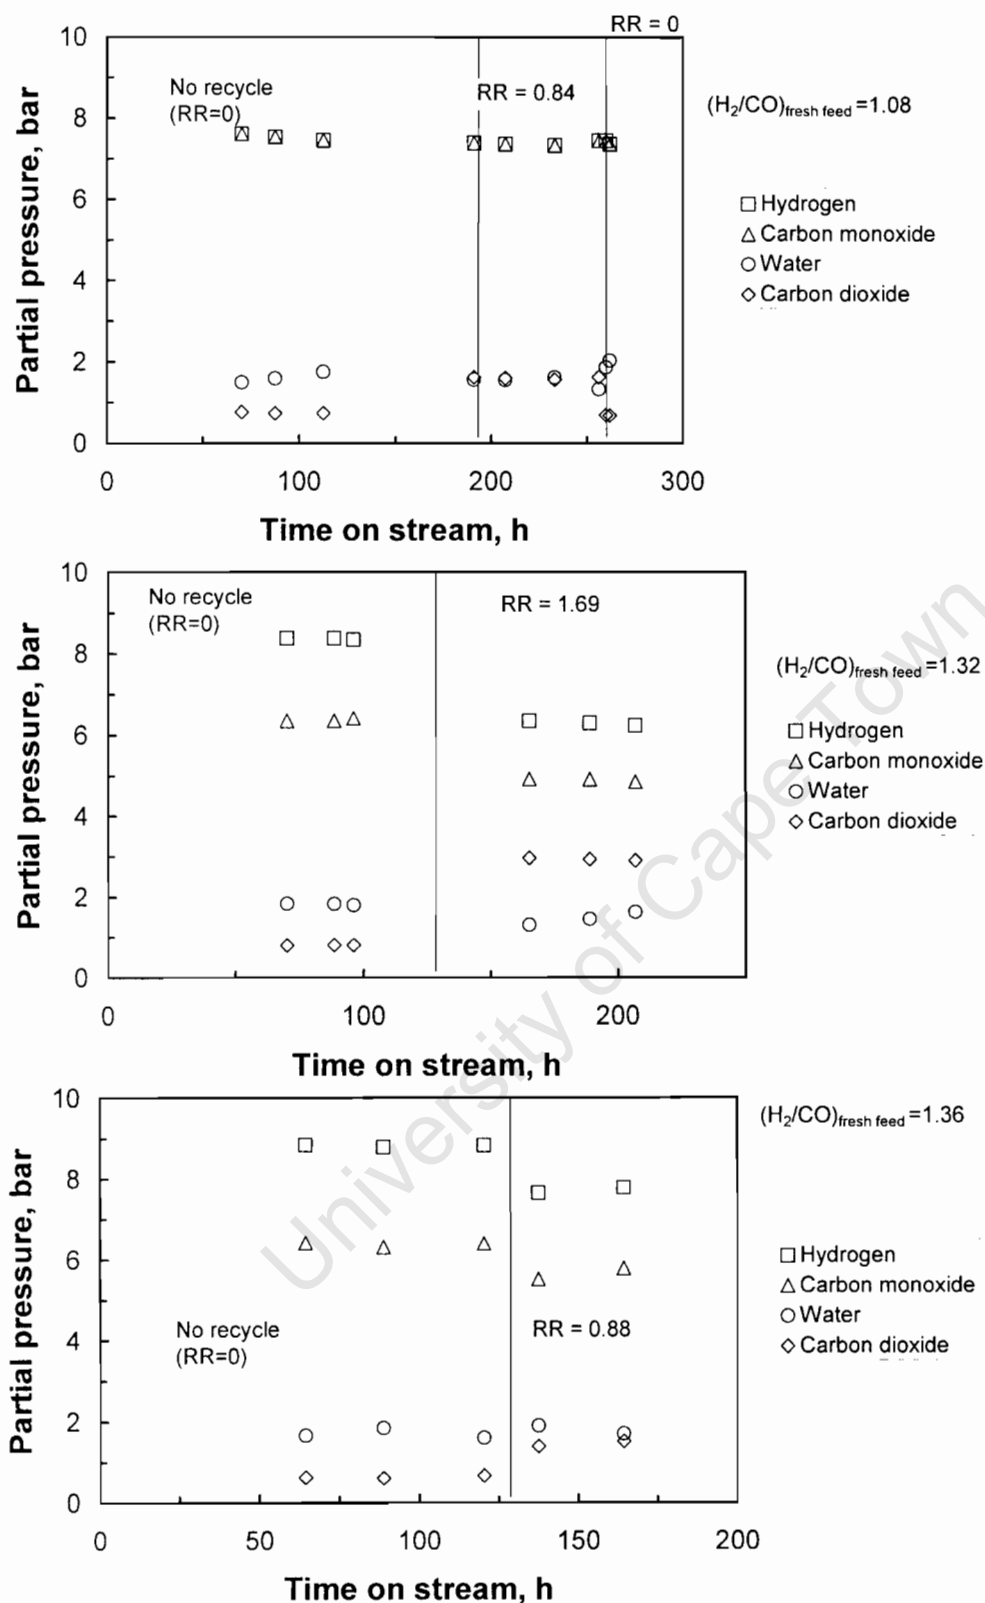 RR = 0
10
No recycle
(RR=0)
RR = 0.84
(H₂/CO)fresh feed =1.08
8
6
4
2
0
Hydrogen
Carbon monoxide
Water
Carbon dioxide
Partial pressure, bar
0
100
200
300
Time on stream, h
10
No recycle
(RR=0)
RR = 1.69
(H₂/CO)fresh feed =1.32
8
6
4
2
0
Hydrogen
Carbon monoxide
Water
Carbon dioxide
Partial pressure, bar
0
100
200
Time on stream, h
10
(H₂/CO)fresh feed =1.36
8
6
4
2
0
No recycle
(RR=0)
RR = 0.88
Hydrogen
Carbon monoxide
Water
Carbon dioxide
Partial pressure, bar
0
50
100
150
200
Time on stream, h
University of Cape Town